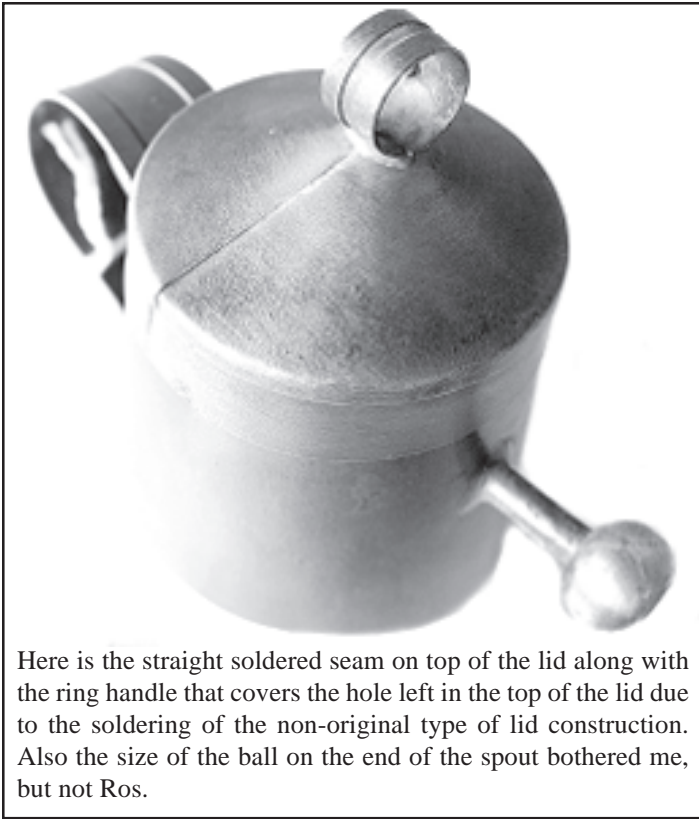 Here is the straight soldered seam on top of the lid along with
the ring handle that covers the hole left in the top of the lid due
to the soldering of the non-original type of lid construction.
Also the size of the ball on the end of the spout bothered me,
but not Ros.